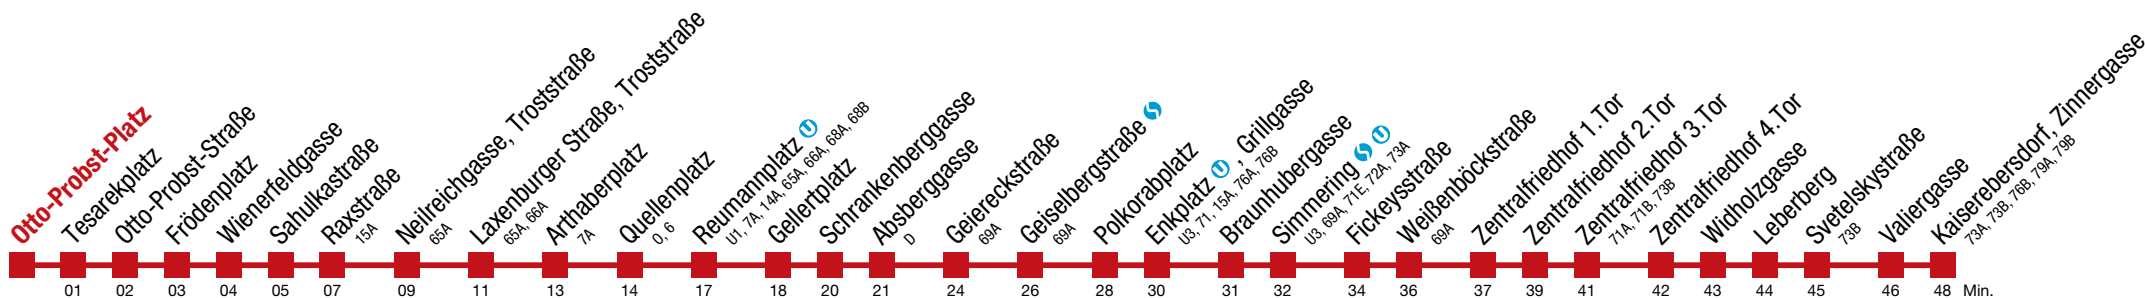 Otto-Probst-Platz
Tesarekplatz
Otto-Probst-Straße
Frödenplatz
Wienerfeldgasse
Sahulkastraße
Raxstraße
15A
Neilreichgasse, Troststraße
65A
Laxenburger Straße, Troststraße
65A, 66A
Arthaberplatz
7A
Quellenplatz
O, 6
Reumannplatz U
U1, 7A, 14A, 65A, 66A, 68A, 68B
Gellertplatz
Schrankenberggasse
Absberggasse
D
Geiereckstraße
69A
Geiselbergstraße S
69A
Polkorabplatz
Enkplatz U , Grillgasse
U3, 71, 15A, 76A, 76B
Braunhubergasse
Simmering S U
U3, 69A, 71E, 72A, 73A
Fickeysstraße
Weißenböckstraße
69A
Zentralfriedhof 1.Tor
Zentralfriedhof 2.Tor
Zentralfriedhof 3.Tor
71A, 71B, 73B
Zentralfriedhof 4.Tor
Widholzgasse
Leberberg
Svetelskystraße
73B
Valiergasse
Kaiserebersdorf, Zinnergasse
73A, 73B, 76B, 79A, 79B
01 02 03 04 05 07 09 11 13 14 17 18 20 21 24 26 28 30 31 32 34 36 37 39 41 42 43 44 45 46 48 Min.